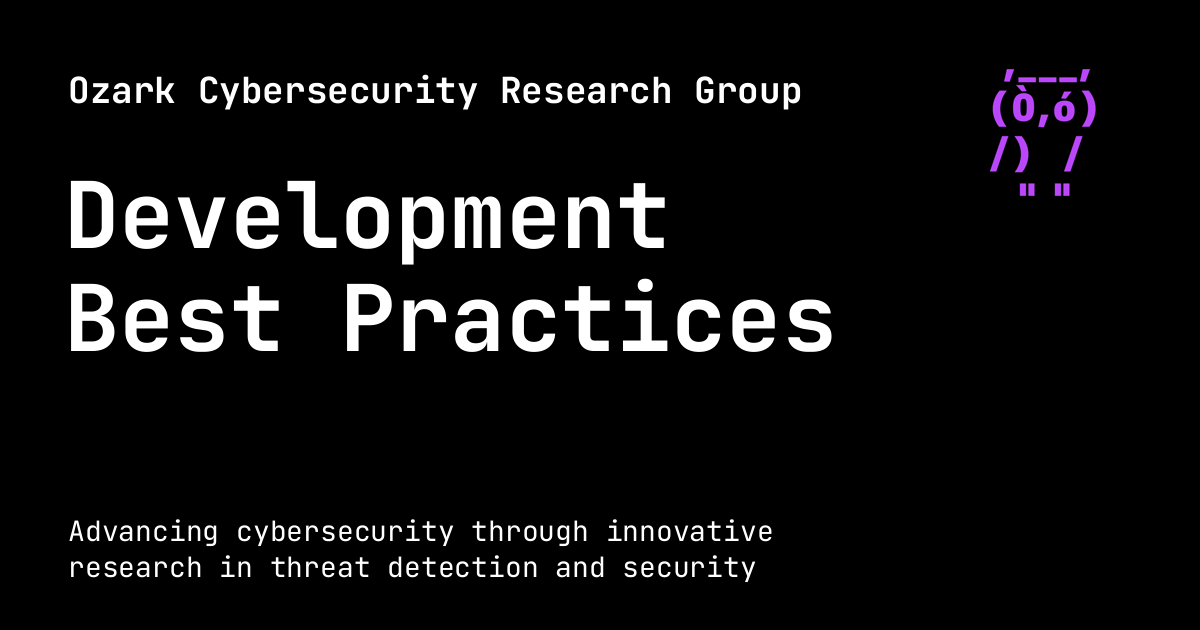 Ozark Cybersecurity Research Group
,___,
(Ò,ó)
/)  /
" "
Development
Best Practices
Advancing cybersecurity through innovative
research in threat detection and security